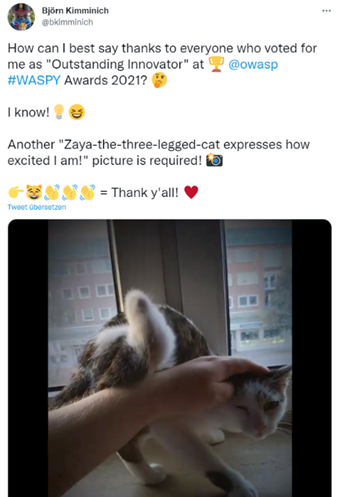 Björn Kimminich
@bkimminich
How can I best say thanks to everyone who voted for
me as "Outstanding Innovator" at 🏆 @owasp
#WASPY Awards 2021? 🤔
I know! 💡😆
Another "Zaya-the-three-legged-cat expresses how
excited I am!" picture is required! 📸
👉😸👏👏👏 = Thank y'all! ♥️
Tweet übersetzen